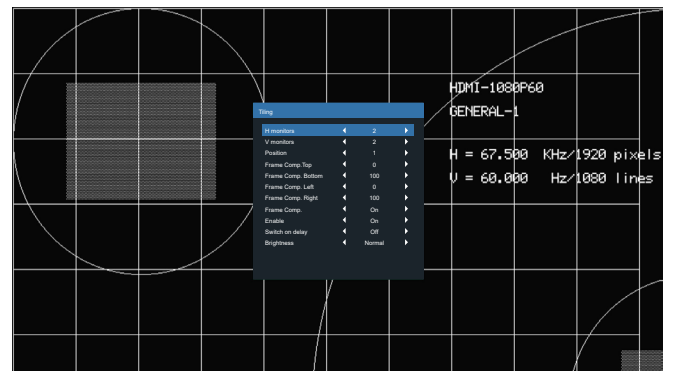 HDMI-1080P60
GENERAL-1
H = 67.500 KHz/1920 pixels
V = 60.000 Hz/1080 lines
Tiling
H monitors 2
V monitors 2
Position 1
Frame Comp.Top 0
Frame Comp. Bottom 100
Frame Comp. Left 0
Frame Comp. Right 100
Frame Comp. On
Enable On
Switch on delay Off
Brightness Normal